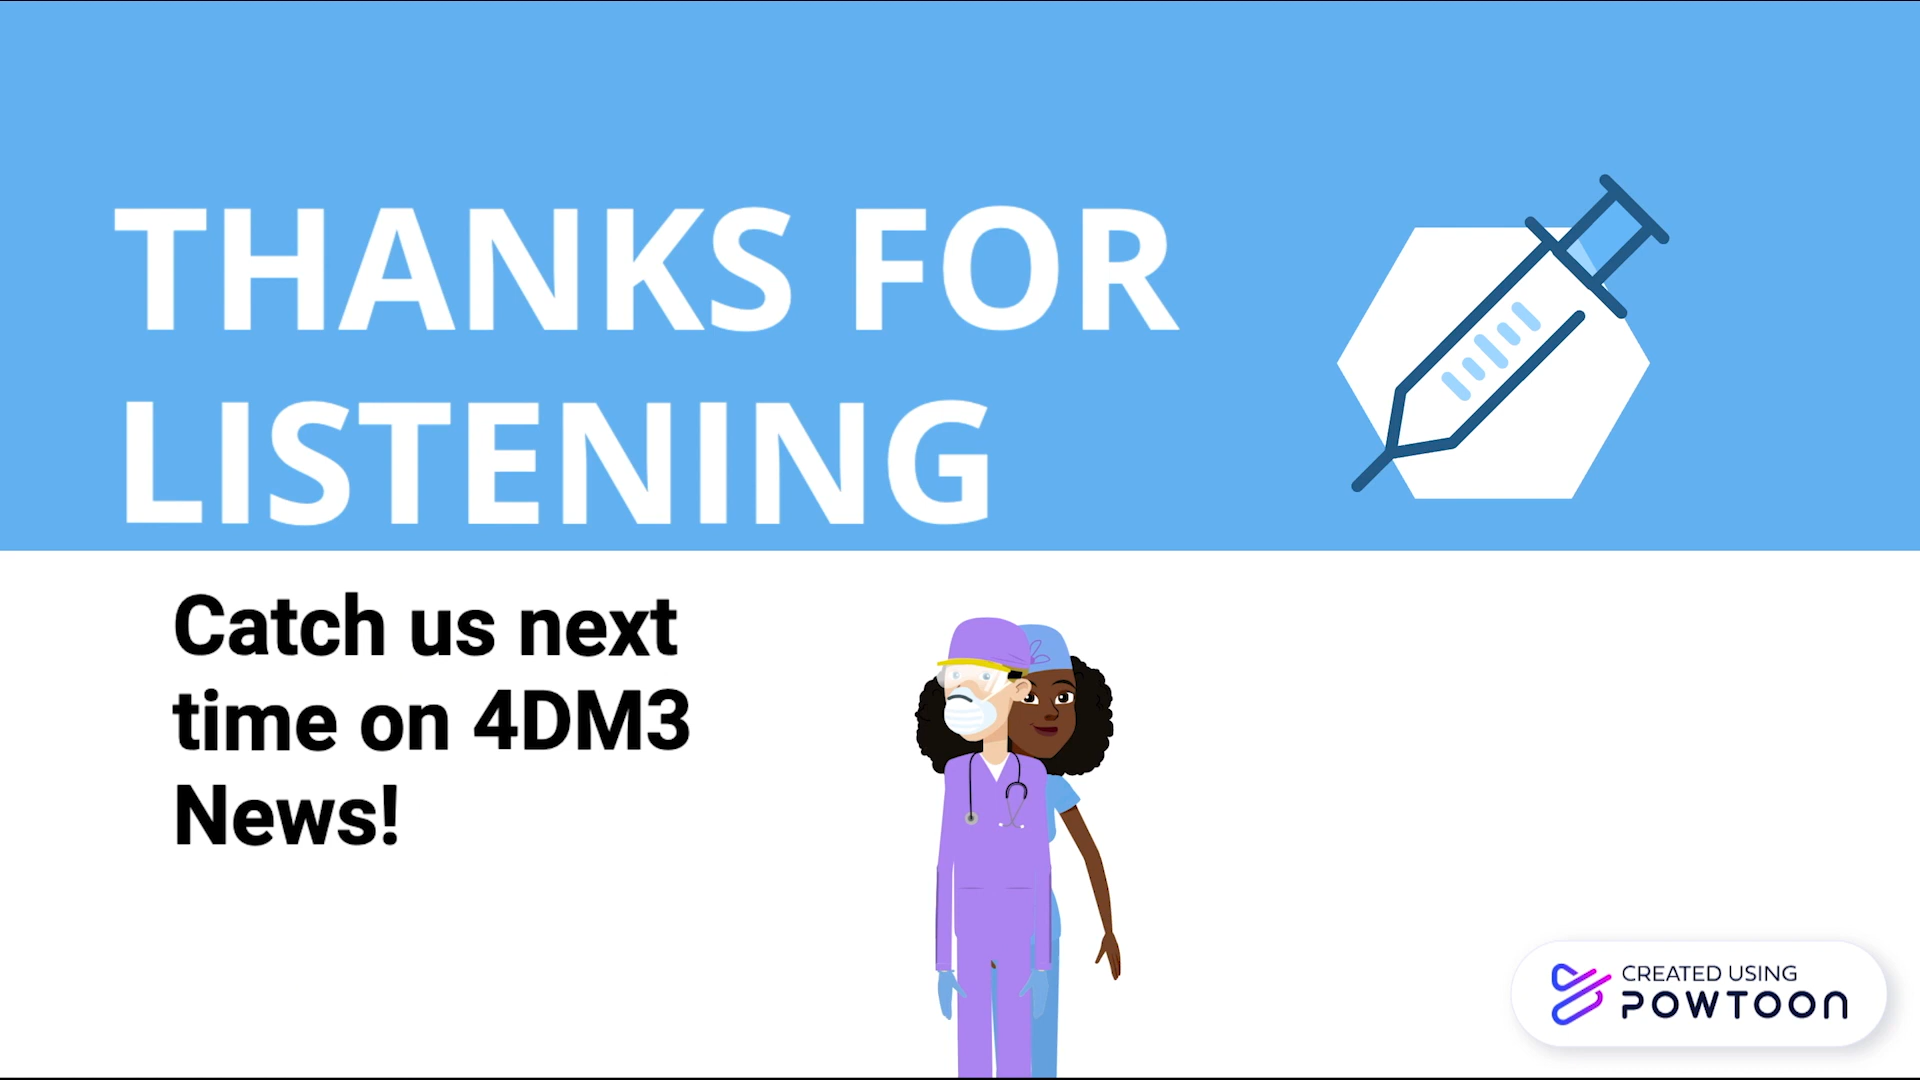 THANKS FOR
LISTENING
Catch us next
time on 4DM3
News!
CREATED USING
POWTOON